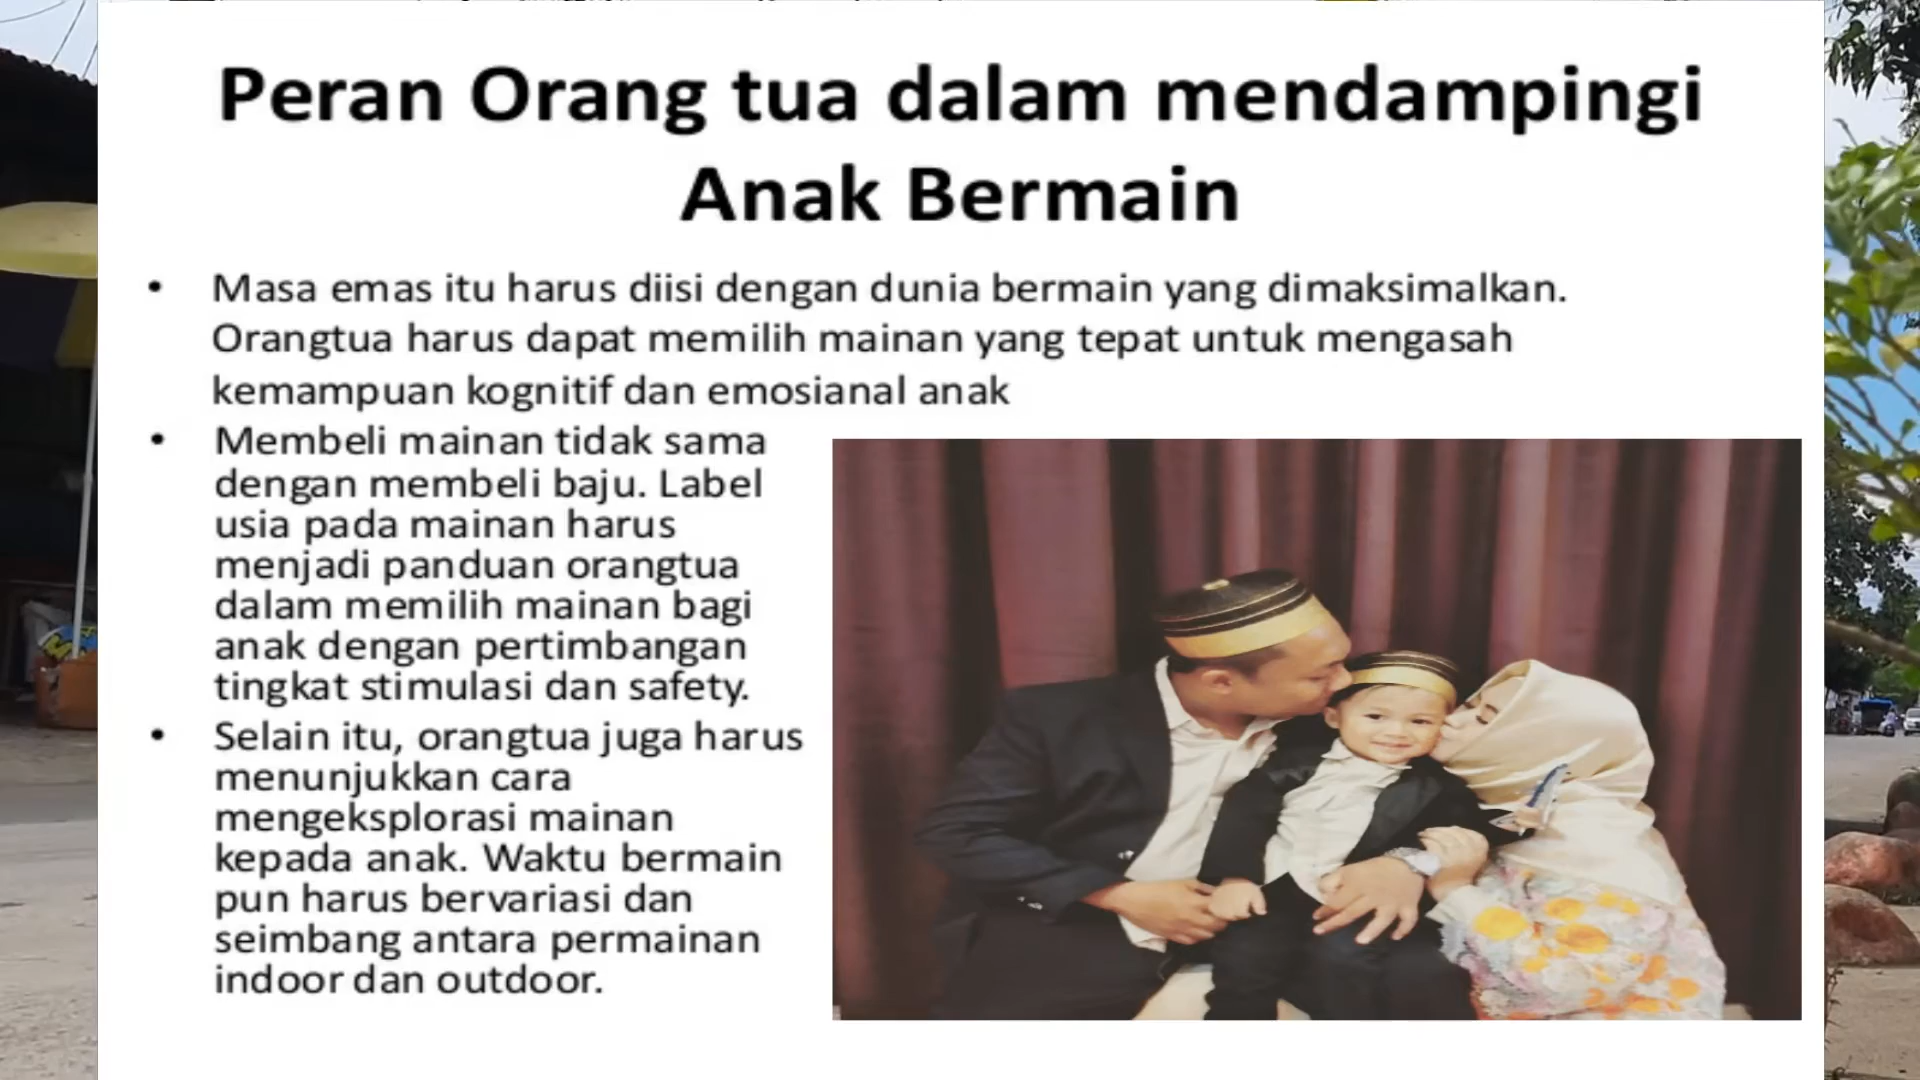 Peran Orang tua dalam mendampingi
Anak Bermain
• Masa emas itu harus diisi dengan dunia bermain yang dimaksimalkan.
Orangtua harus dapat memilih mainan yang tepat untuk mengasah
kemampuan kognitif dan emosianal anak
• Membeli mainan tidak sama
dengan membeli baju. Label
usia pada mainan harus
menjadi panduan orangtua
dalam memilih mainan bagi
anak dengan pertimbangan
tingkat stimulasi dan safety.
• Selain itu, orangtua juga harus
menunjukkan cara
mengeksplorasi mainan
kepada anak. Waktu bermain
pun harus bervariasi dan
seimbang antara permainan
indoor dan outdoor.